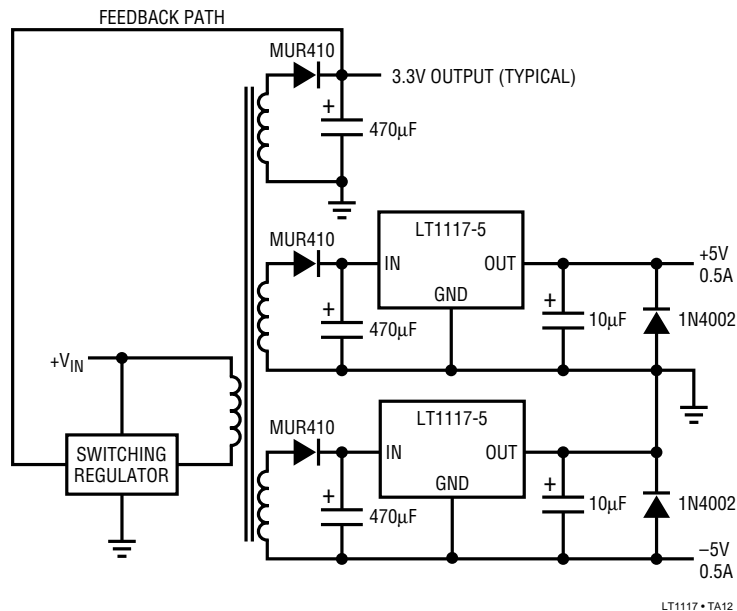 FEEDBACK PATH
MUR410
3.3V OUTPUT (TYPICAL)
+
470µF
MUR410
LT1117-5
IN
OUT
GND
+5V
0.5A
+
470µF
+
10µF
1N4002
+VIN
SWITCHING
REGULATOR
MUR410
LT1117-5
IN
OUT
GND
+
470µF
+
10µF
1N4002
–5V
0.5A
LT1117 • TA12